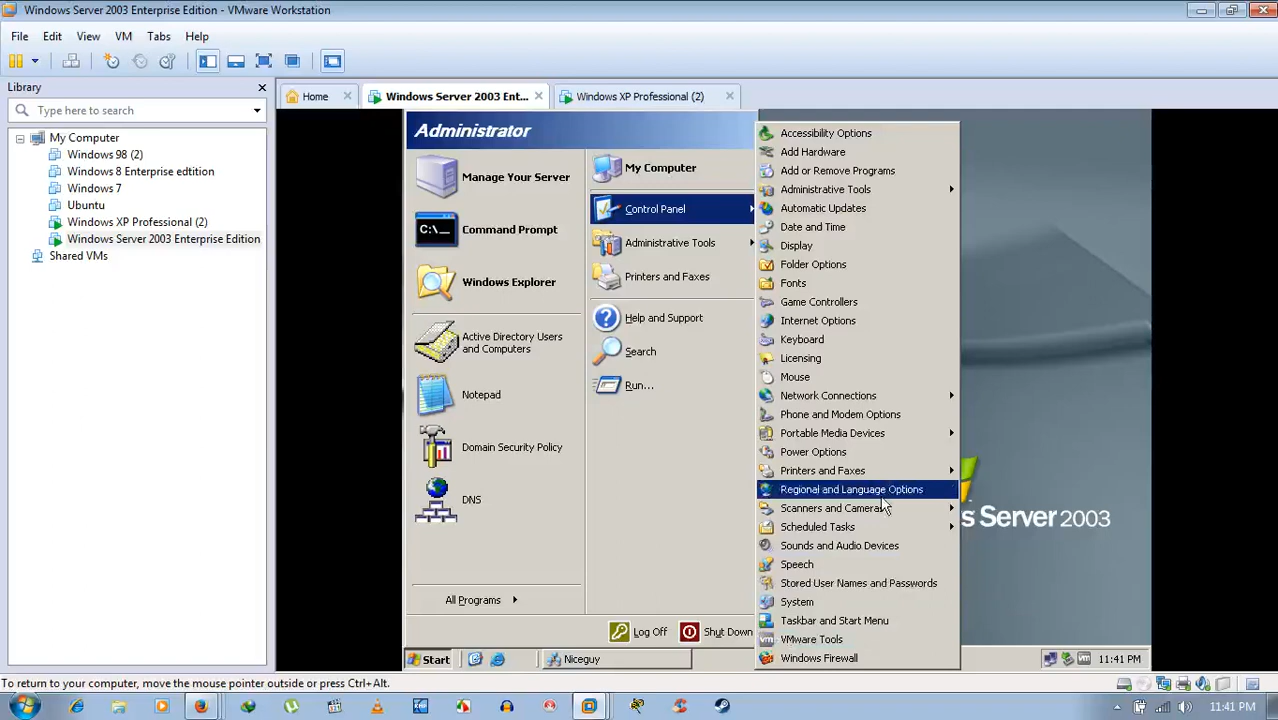 Windows Server 2003 Enterprise Edition - VMware Workstation
File Edit View VM Tabs Help
Library
Type here to search
My Computer
Windows 98 (2)
Windows 8 Enterprise edtition
Windows 7
Ubuntu
Windows XP Professional (2)
Windows Server 2003 Enterprise Edition
Shared VMs
Home
Windows Server 2003 Ent...
Windows XP Professional (2)
Administrator
Manage Your Server
C:\_
Command Prompt
Windows Explorer
Active Directory Users
and Computers
Notepad
Domain Security Policy
DNS
All Programs
My Computer
Control Panel
Administrative Tools
Printers and Faxes
Help and Support
Search
Run...
Log Off
Shut Down
Accessibility Options
Add Hardware
Add or Remove Programs
Administrative Tools
Automatic Updates
Date and Time
Display
Folder Options
Fonts
Game Controllers
Internet Options
Keyboard
Licensing
Mouse
Network Connections
Phone and Modem Options
Portable Media Devices
Power Options
Printers and Faxes
Regional and Language Options
Scanners and Cameras
Scheduled Tasks
Sounds and Audio Devices
Speech
Stored User Names and Passwords
System
Taskbar and Start Menu
VMware Tools
Windows Firewall
s Server 2003
Start
Niceguy
11:41 PM
To return to your computer, move the mouse pointer outside or press Ctrl+Alt.
11:41 PM